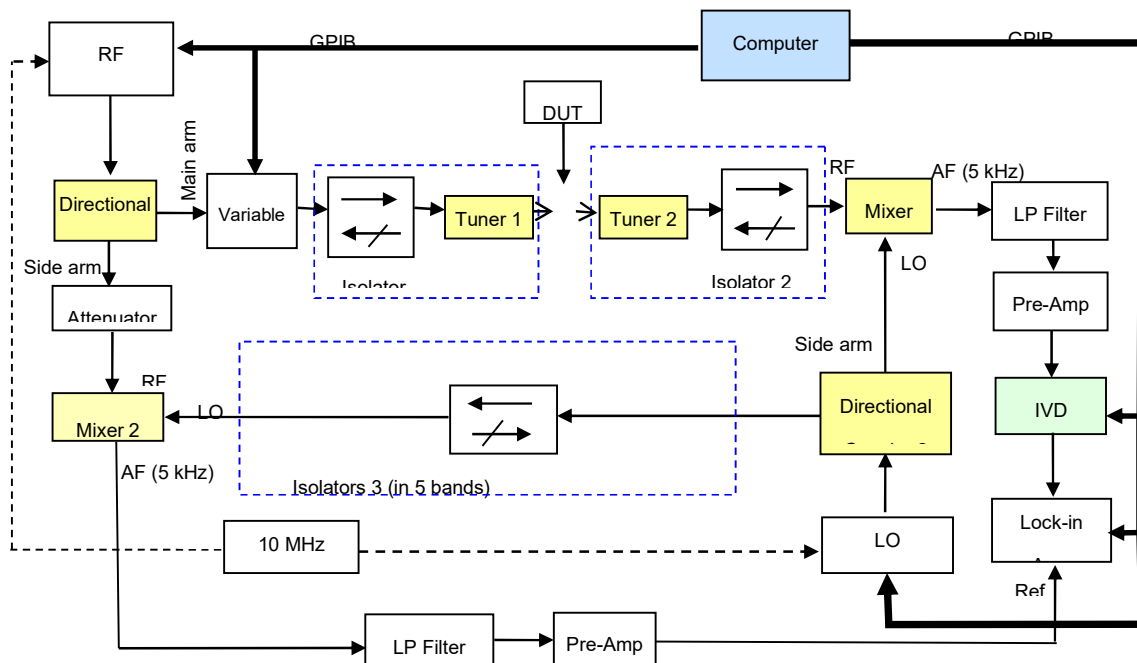 RF
GPIB
Computer
GPIB
DUT
Main arm
RF
AF (5 kHz)
Directional
Variable
Tuner 1
Tuner 2
Mixer
LP Filter
Side arm
Isolator
Isolator 2
LO
Attenuator
Pre-Amp
Side arm
RF
LO
Mixer 2
Directional
IVD
AF (5 kHz)
Isolators 3 (in 5 bands)
10 MHz
LO
Lock-in
Ref
LP Filter
Pre-Amp